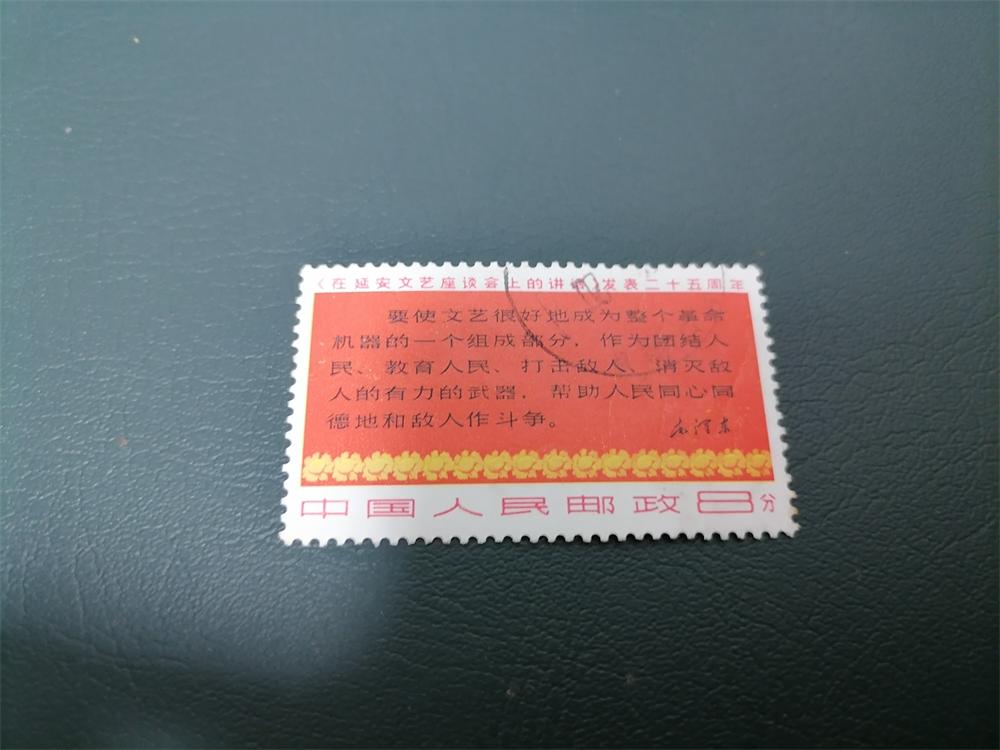 《在延安文艺座谈会上的讲话》发表二十五周年
要使文艺很好地成为整个革命
机器的一个组成部分，作为团结人
民、教育人民、打击敌人、消灭敌
人的有力的武器，帮助人民同心同
德地和敌人作斗争。
毛泽东
中国人民邮政8分